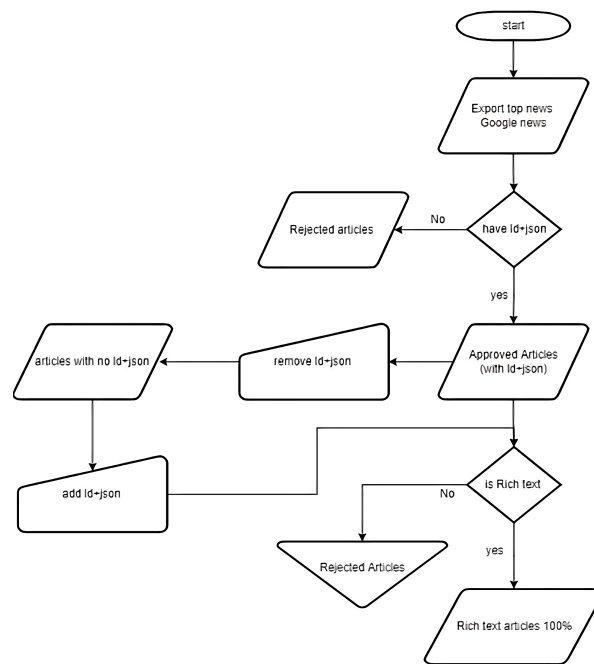 start
Export top news
Google news
have ld+json
No
Rejected articles
yes
Approved Articles
(with ld+json)
remove ld+json
articles with no ld+json
add ld+json
is Rich text
No
Rejected Articles
yes
Rich text articles 100%